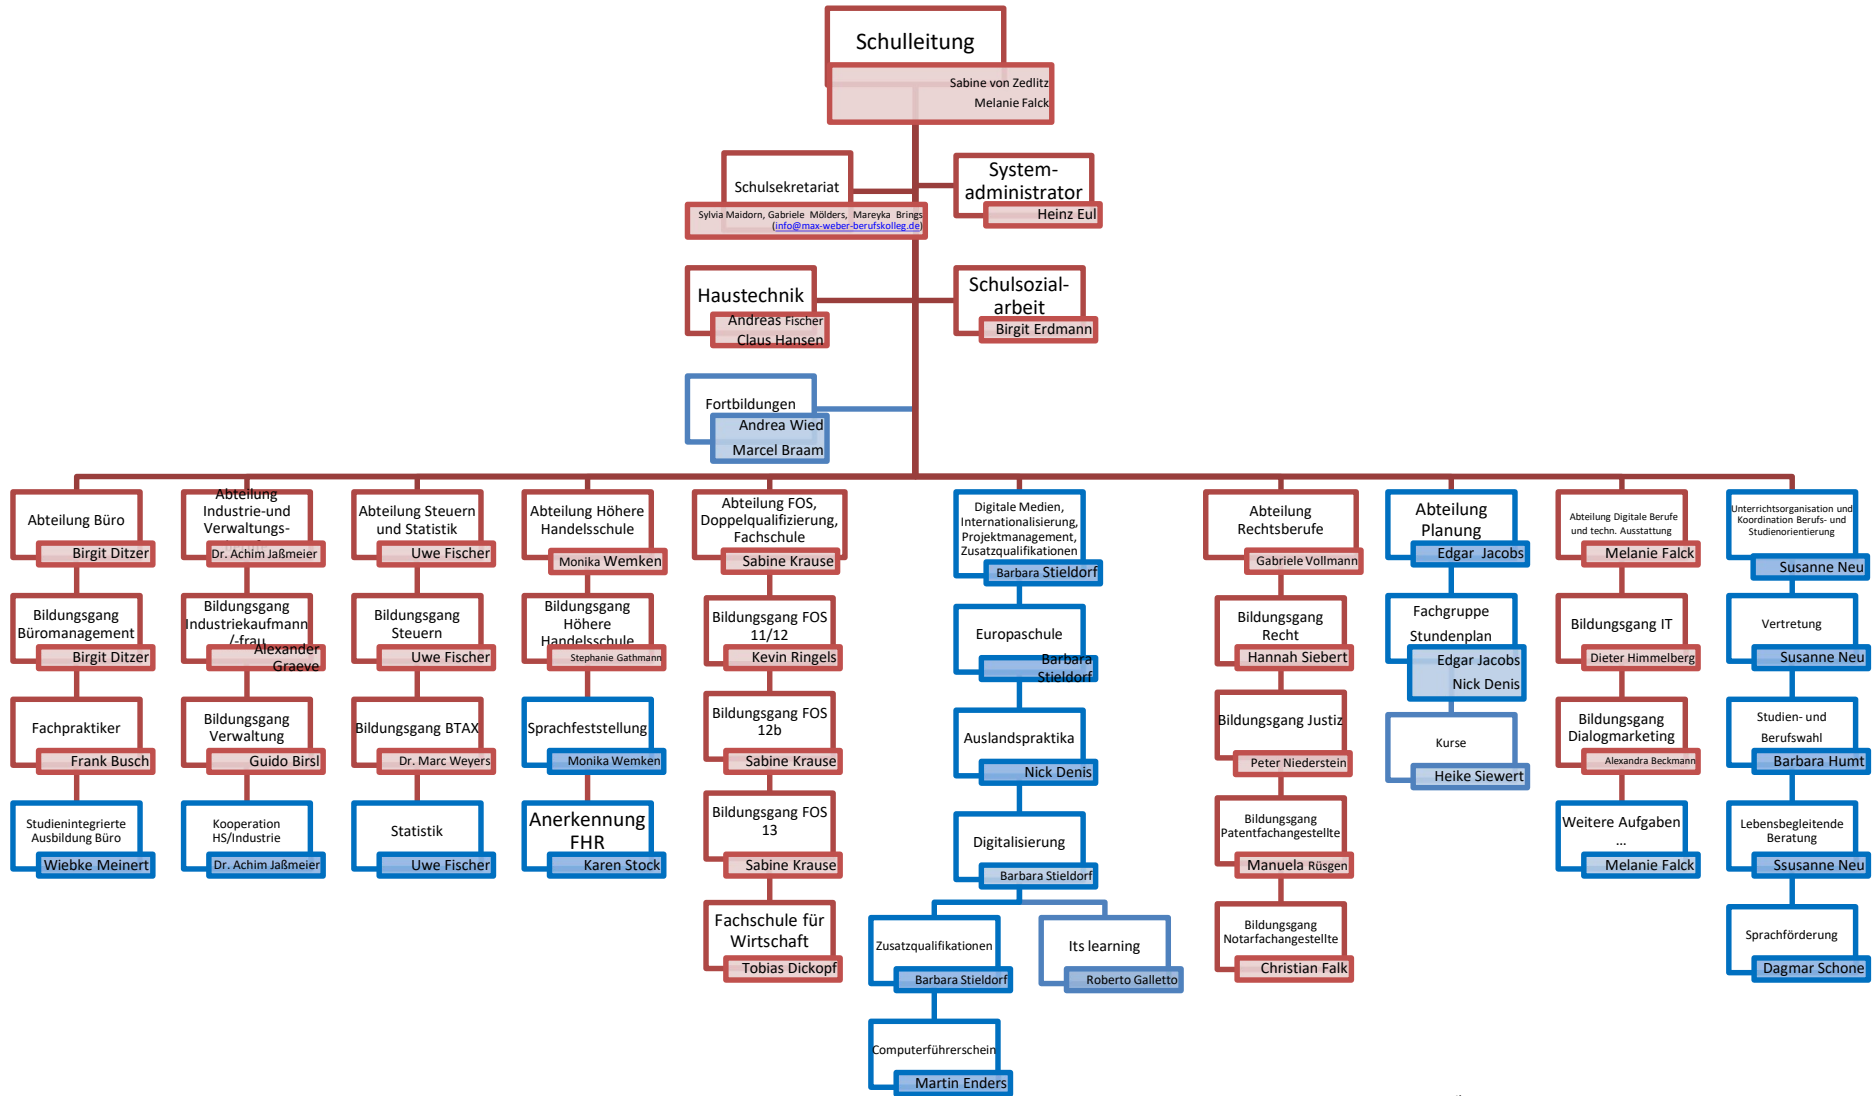 Schulleitung
Sabine von Zedlitz
Melanie Falck
Schulsekretariat
Sylvia Maidorn, Gabriele Mölders, Mareyka Brings
(info@max-weber-berufskolleg.de)
System-
administrator
Heinz Eul
Haustechnik
Andreas Fischer
Claus Hansen
Schulsozial-
arbeit
Birgit Erdmann
Fortbildungen
Andrea Wied
Marcel Braam
Abteilung Büro
Birgit Ditzer
Bildungsgang
Büromanagement
Birgit Ditzer
Fachpraktiker
Frank Busch
Studienintegrierte
Ausbildung Büro
Wiebke Meinert
Abteilung
Industrie-und
Verwaltungs-
Dr. Achim Jaßmeier
Bildungsgang
Industriekaufmann
/-frau
Alexander
Graeve
Bildungsgang
Verwaltung
Guido Birsl
Kooperation
HS/Industrie
Dr. Achim Jaßmeier
Abteilung Steuern
und Statistik
Uwe Fischer
Bildungsgang
Steuern
Uwe Fischer
Bildungsgang BTAX
Dr. Marc Weyers
Statistik
Uwe Fischer
Abteilung Höhere
Handelsschule
Monika Wemken
Bildungsgang
Höhere
Handelsschule
Stephanie Gathmann
Sprachfeststellung
Monika Wemken
Anerkennung
FHR
Karen Stock
Abteilung FOS,
Doppelqualifizierung,
Fachschule
Sabine Krause
Bildungsgang FOS
11/12
Kevin Ringels
Bildungsgang FOS
12b
Sabine Krause
Bildungsgang FOS
13
Sabine Krause
Fachschule für
Wirtschaft
Tobias Dickopf
Digitale Medien,
Internationalisierung,
Projektmanagement,
Zusatzqualifikationen
Barbara Stieldorf
Europaschule
Barbara
Stieldorf
Auslandspraktika
Nick Denis
Digitalisierung
Barbara Stieldorf
Zusatzqualifikationen
Barbara Stieldorf
Computerführerschein
Martin Enders
Its learning
Roberto Galletto
Abteilung
Rechtsberufe
Gabriele Vollmann
Bildungsgang
Recht
Hannah Siebert
Bildungsgang Justiz
Peter Niederstein
Bildungsgang
Patentfachangestellte
Manuela Rüsgen
Bildungsgang
Notarfachangestellte
Christian Falk
Abteilung
Planung
Edgar Jacobs
Fachgruppe
Stundenplan
Edgar Jacobs
Nick Denis
Kurse
Heike Siewert
Abteilung Digitale Berufe
und techn. Ausstattung
Melanie Falck
Bildungsgang IT
Dieter Himmelberg
Bildungsgang
Dialogmarketing
Alexandra Beckmann
Weitere Aufgaben
...
Melanie Falck
Unterrichtsorganisation und
Koordination Berufs- und
Studienorientierung
Susanne Neu
Vertretung
Susanne Neu
Studien- und
Berufswahl
Barbara Humt
Lebensbegleitende
Beratung
Ssusanne Neu
Sprachförderung
Dagmar Schone